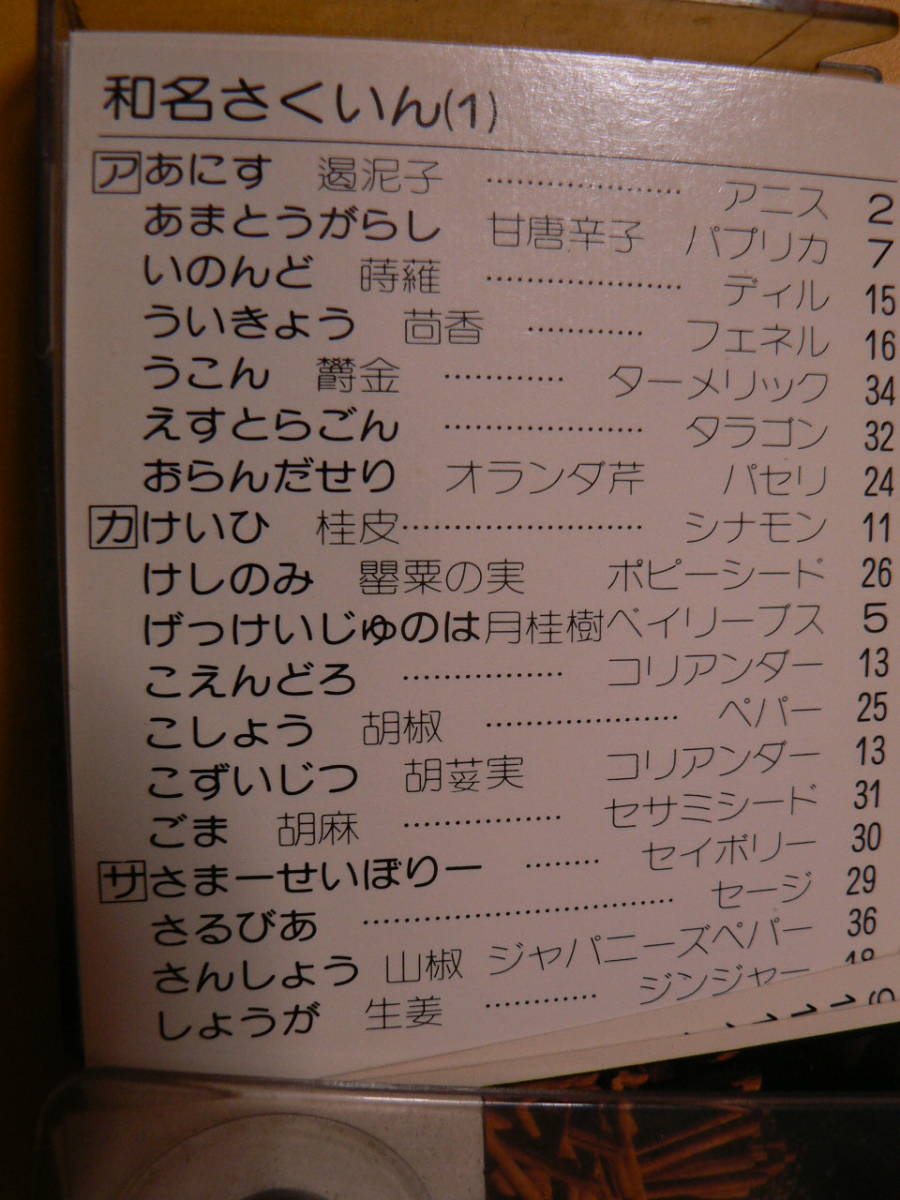 和名さくいん(1)
ア あにす 遏泥子 ………………… アニス 2
あまとうがらし 甘唐辛子 パプリカ 7
いのんど 蒔蘿 ………………… ディル 15
ういきょう 茴香 ………… フェネル 16
うこん 鬱金 ………… ターメリック 34
えすとらごん ………………… タラゴン 32
おらんだせり オランダ芹 パセリ 24
カ けいひ 桂皮 …………………… シナモン 11
けしのみ 罌粟の実 ポピーシード 26
げっけいじゅのは 月桂樹 ベイリーブス 5
こえんどろ ……………… コリアンダー 13
こしょう 胡椒 ………………… ペパー 25
こずいじつ 胡荽実 コリアンダー 13
ごま 胡麻 ……………… セサミシード 31
サ さまーせいぼりー ……… セイボリー 30
さるびあ …………………………… セージ 29
さんしょう 山椒 ジャパニーズペパー 36
しょうが 生姜 ………… ジンジャー 18